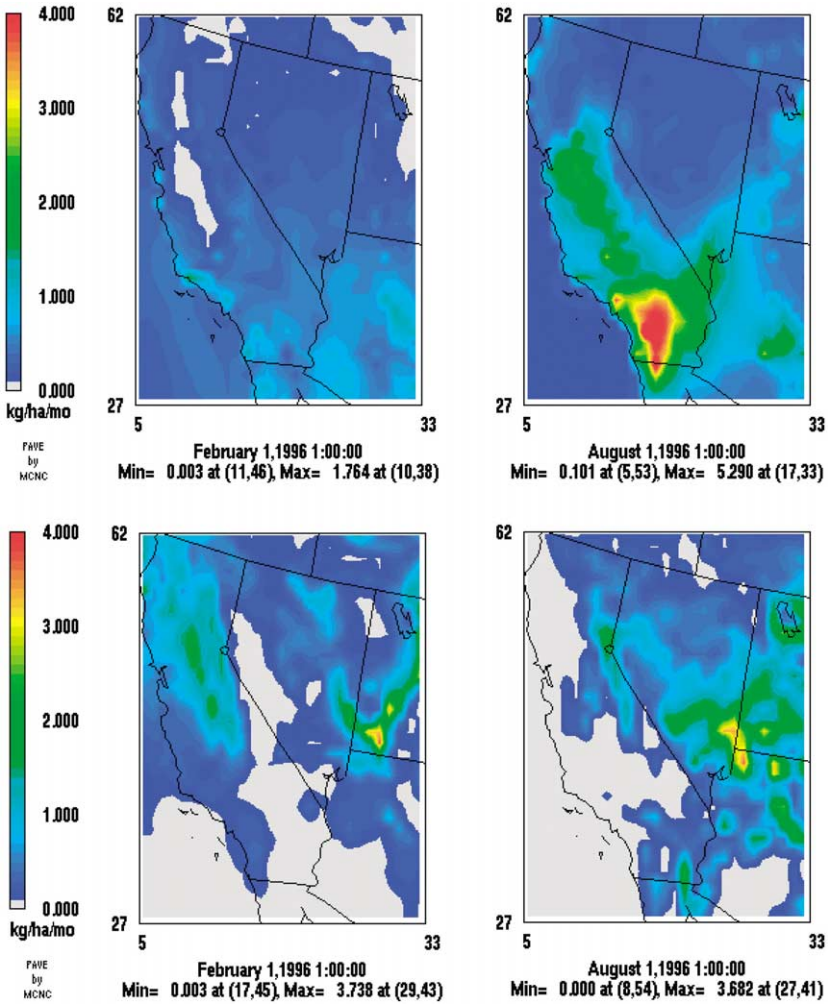 4.000
3.000
2.000
1.000
0.000
kg/ha/mo
PAVE
by
MCNC
62
27
5
33
February 1,1996 1:00:00
Min= 0.003 at (11,46), Max= 1.764 at (10,38)
62
27
5
33
August 1,1996 1:00:00
Min= 0.101 at (5,53), Max= 5.290 at (17,33)
4.000
3.000
2.000
1.000
0.000
kg/ha/mo
PAVE
by
MCNC
62
27
5
33
February 1,1996 1:00:00
Min= 0.003 at (17,45), Max= 3.738 at (29,43)
62
27
5
33
August 1,1996 1:00:00
Min= 0.000 at (8,54), Max= 3.682 at (27,41)